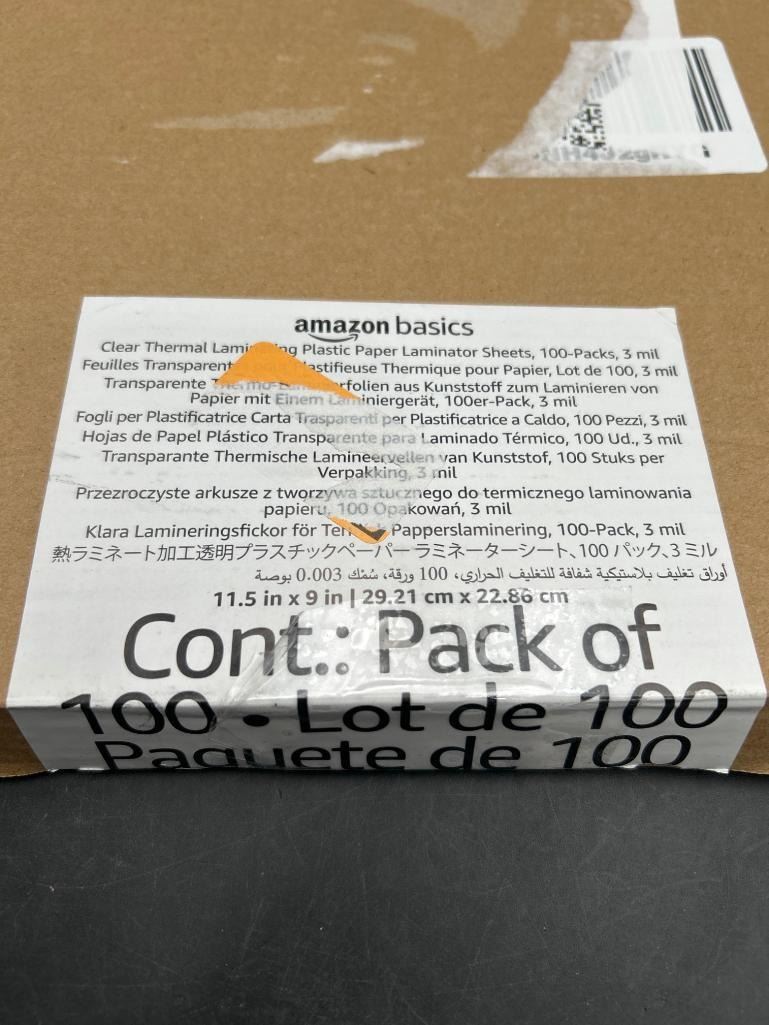 amazon basics
Clear Thermal Laminating Plastic Paper Laminator Sheets, 100-Packs, 3 mil
Feuilles Transparent Plastifieuse Thermique pour Papier, Lot de 100, 3 mil
Transparente Thermo-Laminierfolien aus Kunststoff zum Laminieren von
Papier mit Einem Laminiergerät, 100er-Pack, 3 mil
Fogli per Plastificatrice Carta Trasparenti per Plastificatrice a Caldo, 100 Pezzi, 3 mil
Hojas de Papel Plástico Transparente para Laminado Térmico, 100 Ud., 3 mil
Transparante Thermische Lamineervellen van Kunststof, 100 Stuks per
Verpakking, 3 mil
Przezroczyste arkusze z tworzywa sztucznego do termicznego laminowania
papieru, 100 Opakowań, 3 mil
Klara Lamineringsfickor för Termisk Papperslaminering, 100-Pack, 3 mil
熱ラミネート加工透明プラスチックペーパーラミネーターシート、100 パック、3 ミル
أوراق تغليف بلاستيكية شفافة للتغليف الحراري، 100 ورقة، سُمْك 0.003 بوصة
11.5 in x 9 in | 29.21 cm x 22.86 cm
Cont.: Pack of
100 • Lot de 100
Paquete de 100